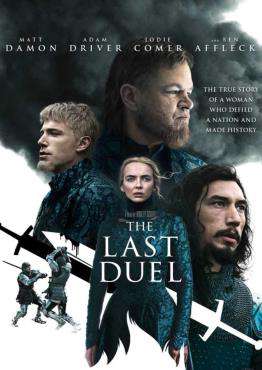 MATT ADAM JODIE AND BEN
DAMON DRIVER COMER AFFLECK
THE TRUE STORY
OF A WOMAN
WHO DEFIED
A NATION AND
MADE HISTORY
THE
LAST
DUEL